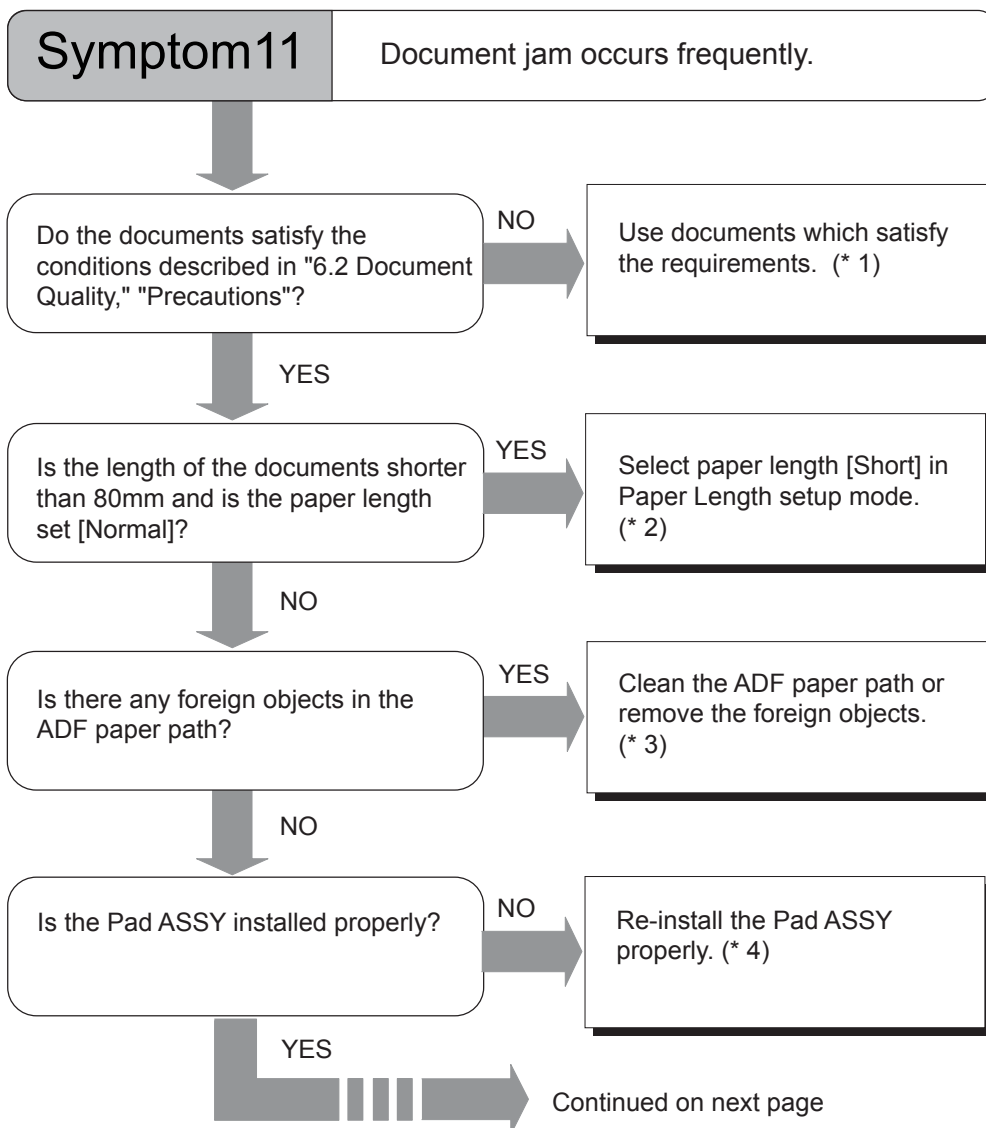 Symptom11
Document jam occurs frequently.
Do the documents satisfy the
conditions described in "6.2 Document
Quality," "Precautions"?
NO
Use documents which satisfy
the requirements. (* 1)
YES
Is the length of the documents shorter
than 80mm and is the paper length
set [Normal]?
YES
Select paper length [Short] in
Paper Length setup mode.
(* 2)
NO
Is there any foreign objects in the
ADF paper path?
YES
Clean the ADF paper path or
remove the foreign objects.
(* 3)
NO
Is the Pad ASSY installed properly?
NO
Re-install the Pad ASSY
properly. (* 4)
YES
Continued on next page